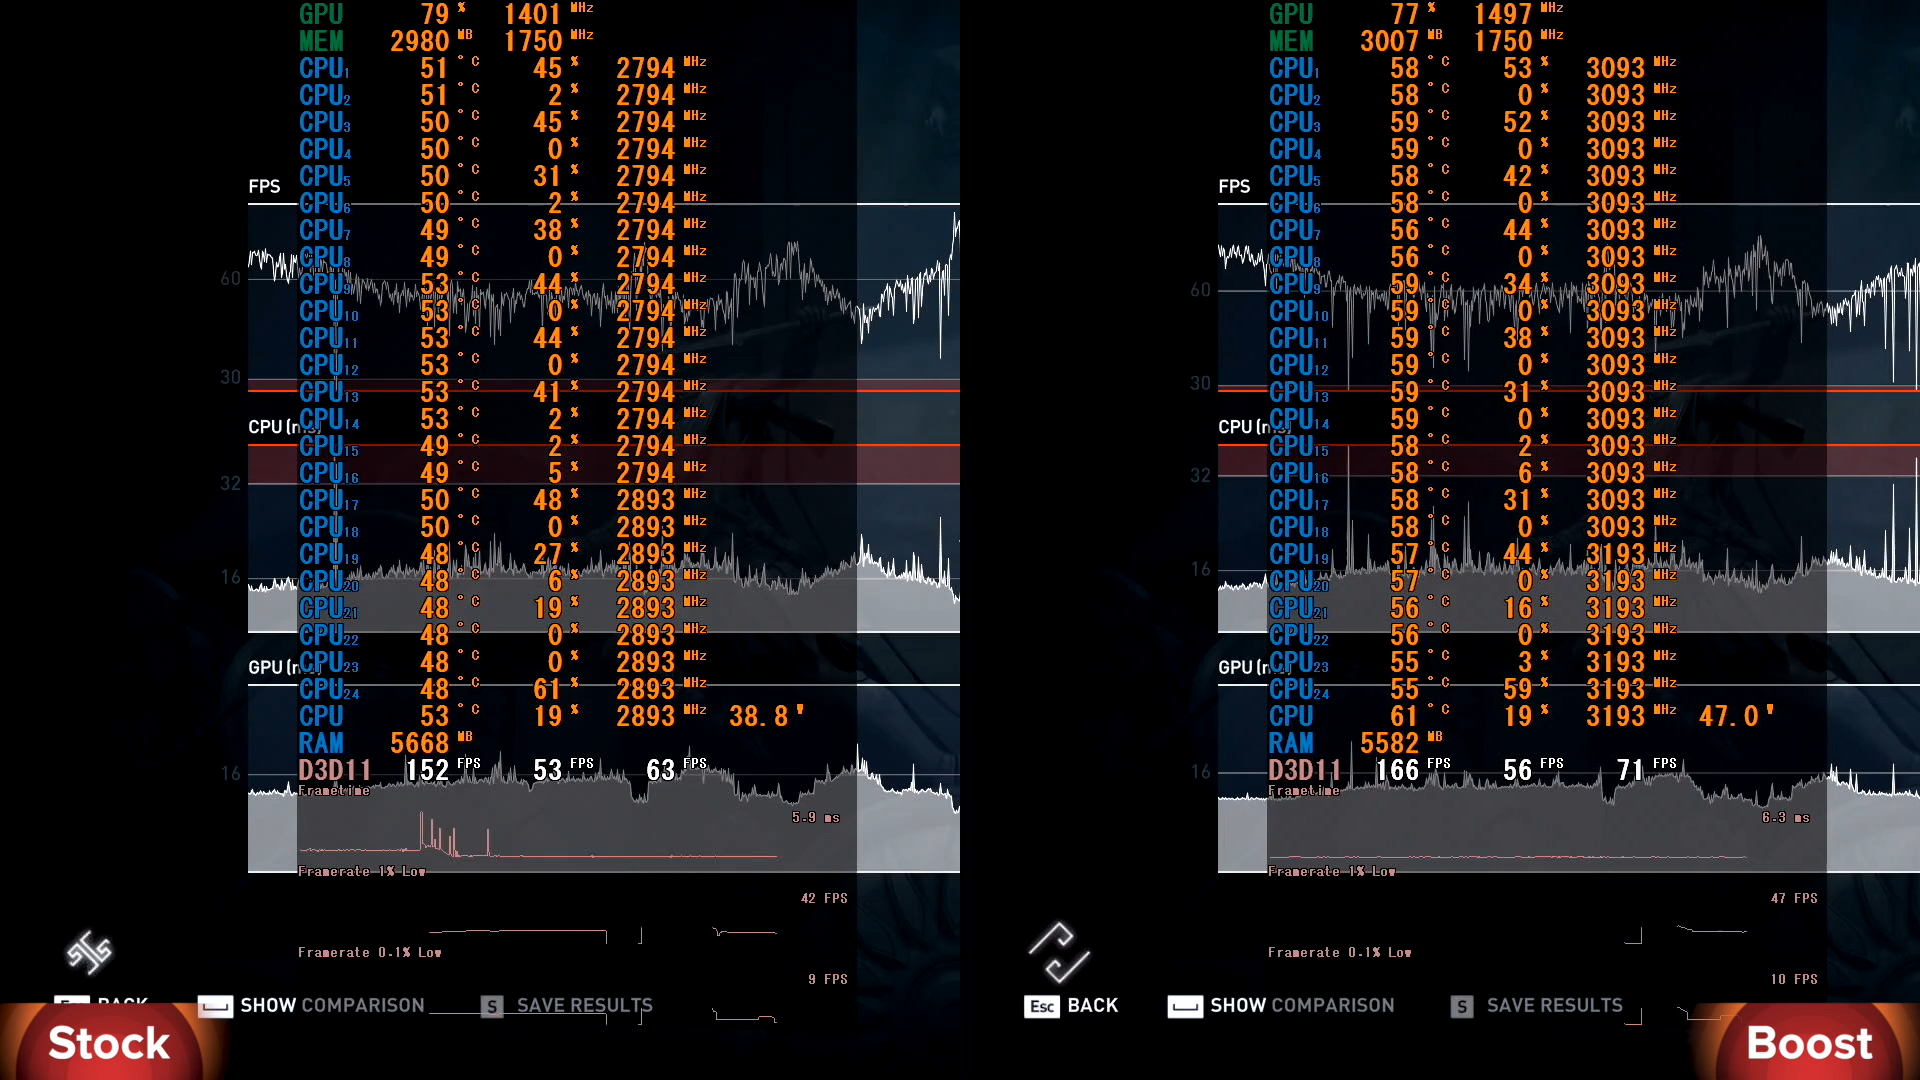 GPU 79 % 1401 MHz
MEM 2980 MB 1750 MHz
CPU1 51 °C 45 % 2794 MHz
CPU2 51 °C 2 % 2794 MHz
CPU3 50 °C 45 % 2794 MHz
CPU4 50 °C 0 % 2794 MHz
CPU5 50 °C 31 % 2794 MHz
FPS
CPU6 50 °C 2 % 2794 MHz
CPU7 49 °C 38 % 2794 MHz
CPU8 49 °C 0 % 2794 MHz
60
CPU9 53 °C 44 % 2794 MHz
CPU10 53 °C 0 % 2794 MHz
CPU11 53 °C 44 % 2794 MHz
CPU12 53 °C 0 % 2794 MHz
30
CPU13 53 °C 41 % 2794 MHz
CPU14 53 °C 2 % 2794 MHz
CPU (ms)
CPU15 49 °C 2 % 2794 MHz
CPU16 49 °C 5 % 2794 MHz
32
CPU17 50 °C 48 % 2893 MHz
CPU18 50 °C 0 % 2893 MHz
CPU19 48 °C 27 % 2893 MHz
16
CPU20 48 °C 6 % 2893 MHz
CPU21 48 °C 19 % 2893 MHz
CPU22 48 °C 0 % 2893 MHz
CPU23 48 °C 0 % 2893 MHz
GPU (ms)
CPU24 48 °C 61 % 2893 MHz
CPU 53 °C 19 % 2893 MHz 38.8 W
RAM 5668 MB
16
D3D11 152 FPS 53 FPS 63 FPS
Frametime
5.9 ms
Framerate 1% Low
42 FPS
Framerate 0.1% Low
9 FPS
Esc BACK
SHOW COMPARISON
S SAVE RESULTS
Stock
GPU 77 % 1497 MHz
MEM 3007 MB 1750 MHz
CPU1 58 °C 53 % 3093 MHz
CPU2 58 °C 0 % 3093 MHz
CPU3 59 °C 52 % 3093 MHz
CPU4 59 °C 0 % 3093 MHz
CPU5 58 °C 42 % 3093 MHz
FPS
CPU6 58 °C 0 % 3093 MHz
CPU7 56 °C 44 % 3093 MHz
CPU8 56 °C 0 % 3093 MHz
60
CPU9 59 °C 34 % 3093 MHz
CPU10 59 °C 0 % 3093 MHz
CPU11 59 °C 38 % 3093 MHz
CPU12 59 °C 0 % 3093 MHz
30
CPU13 59 °C 31 % 3093 MHz
CPU14 59 °C 0 % 3093 MHz
CPU (ms)
CPU15 58 °C 2 % 3093 MHz
CPU16 58 °C 6 % 3093 MHz
32
CPU17 58 °C 31 % 3093 MHz
CPU18 58 °C 0 % 3093 MHz
CPU19 57 °C 44 % 3193 MHz
16
CPU20 57 °C 0 % 3193 MHz
CPU21 56 °C 16 % 3193 MHz
CPU22 56 °C 0 % 3193 MHz
CPU23 55 °C 3 % 3193 MHz
GPU (ms)
CPU24 55 °C 59 % 3193 MHz
CPU 61 °C 19 % 3193 MHz 47.0 W
RAM 5582 MB
16
D3D11 166 FPS 56 FPS 71 FPS
Frametime
6.3 ms
Framerate 1% Low
47 FPS
Framerate 0.1% Low
10 FPS
Esc BACK
SHOW COMPARISON
S SAVE RESULTS
Boost